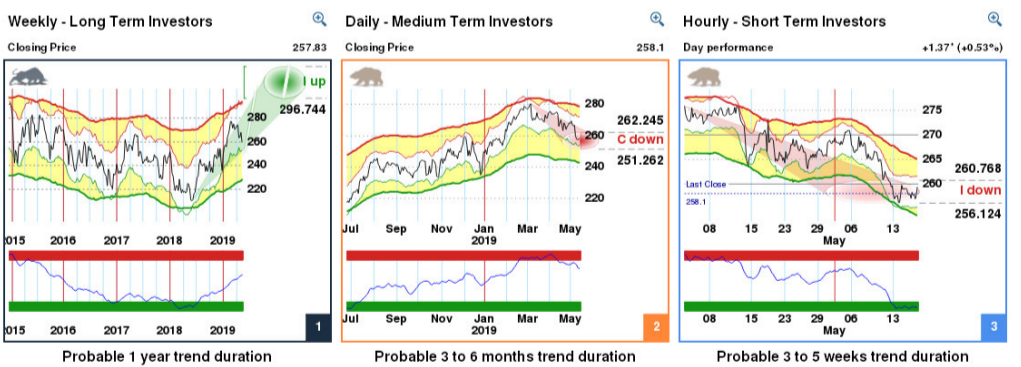 Weekly - Long Term Investors
Closing Price 257.83
I up
296.744
280
260
240
220
2015 2016 2017 2018 2019
2015 2016 2017 2018 2019
1
Probable 1 year trend duration
Daily - Medium Term Investors
Closing Price 258.1
280
262.245
260
C down
251.262
240
220
Jul Sep Nov Jan Mar May
2019
Jul Sep Nov Jan Mar May
2019
2
Probable 3 to 6 months trend duration
Hourly - Short Term Investors
Day performance +1.37* (+0.53%)
275
270
265
260.768
Last Close
260
I down
258.1
256.124
08 15 23 29 06 13
May
08 15 23 29 06 13
May
3
Probable 3 to 5 weeks trend duration